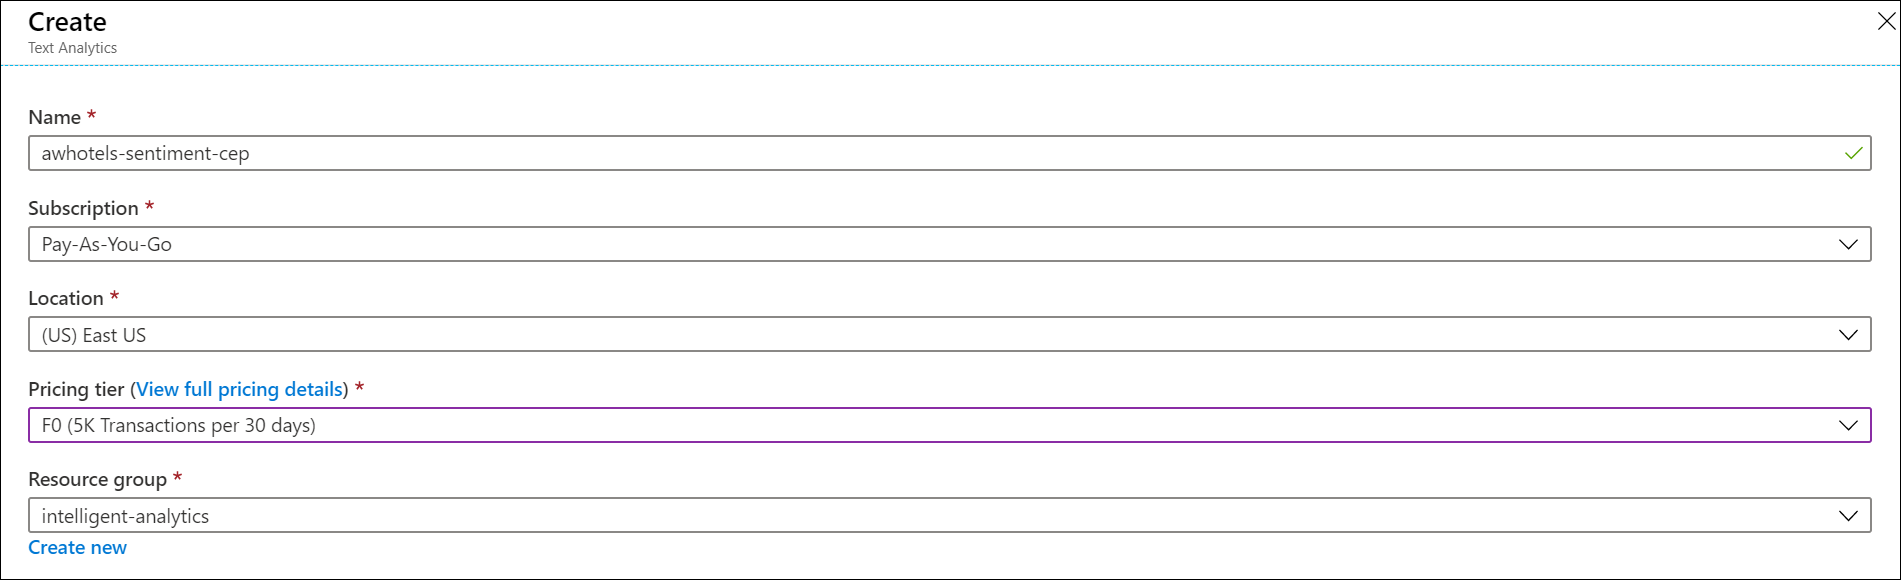 Create
Text Analytics
Name *
awhotels-sentiment-cep
Subscription *
Pay-As-You-Go
Location *
(US) East US
Pricing tier (View full pricing details) *
F0 (5K Transactions per 30 days)
Resource group *
intelligent-analytics
Create new